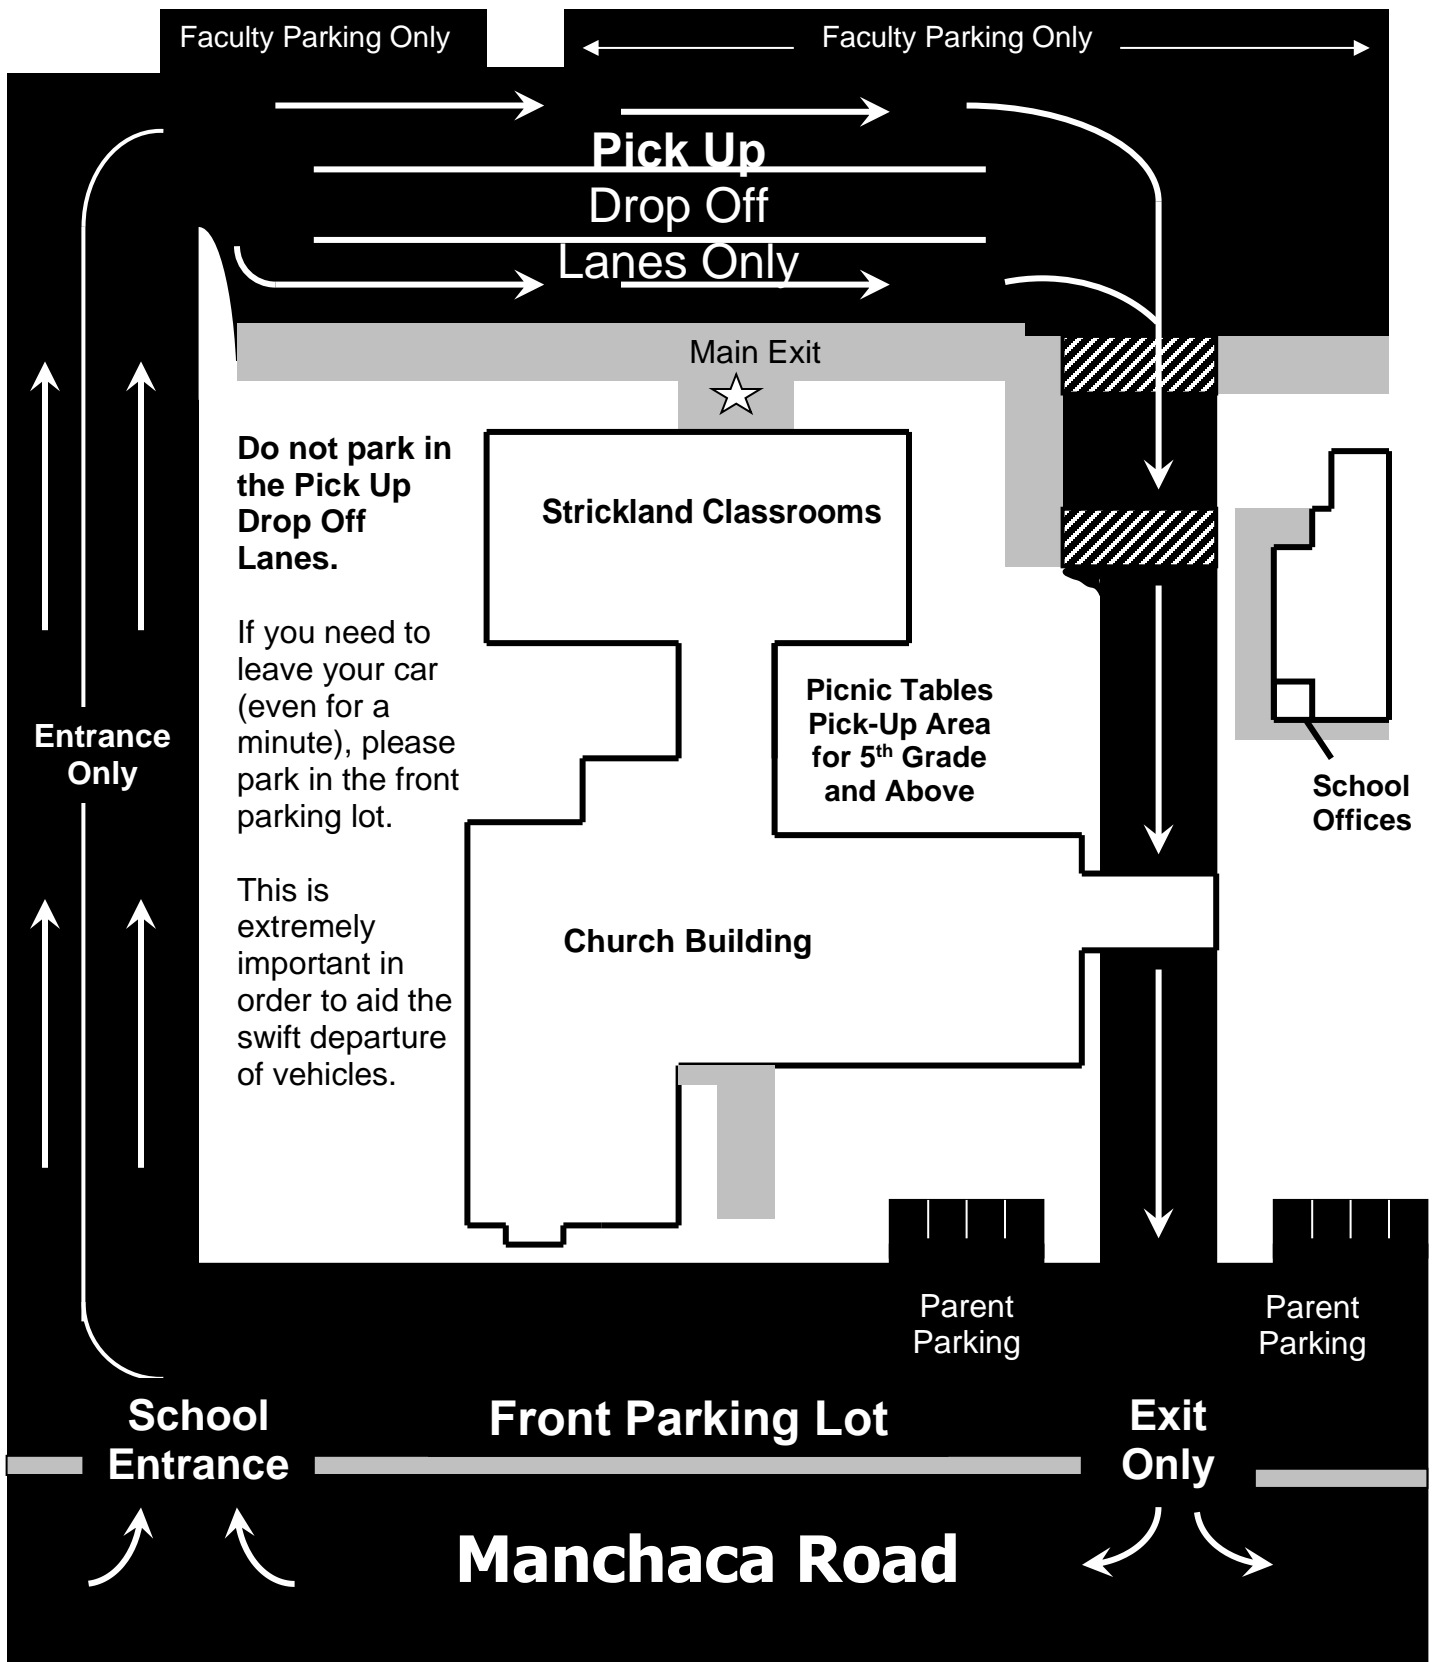 Faculty Parking Only
Faculty Parking Only
Pick Up
Drop Off
Lanes Only
Main Exit
Do not park in
the Pick Up
Drop Off
Lanes.
If you need to
leave your car
(even for a
minute), please
park in the front
parking lot.
This is
extremely
important in
order to aid the
swift departure
of vehicles.
Strickland Classrooms
Picnic Tables
Pick-Up Area
for 5th Grade
and Above
Entrance
Only
School
Offices
Church Building
Parent
Parking
Parent
Parking
School
Entrance
Front Parking Lot
Exit
Only
Manchaca Road